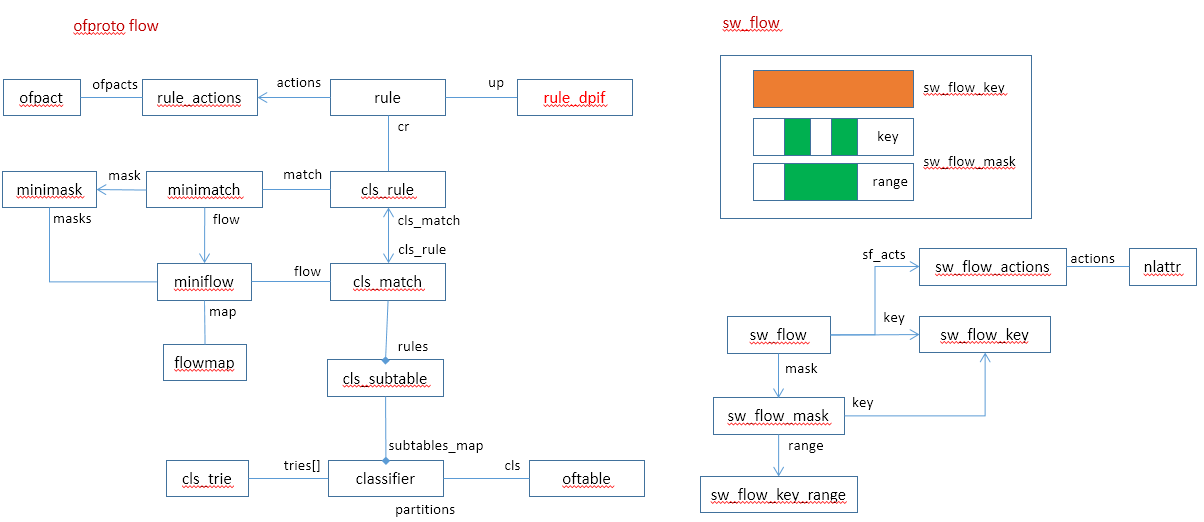 ofproto flow
ofpact
ofpacts
rule_actions
actions
rule
up
rule_dpif
cr
minimask
mask
minimatch
match
cls_rule
masks
flow
cls_match
cls_rule
miniflow
flow
cls_match
map
rules
flowmap
cls_subtable
subtables_map
cls_trie
tries[]
classifier
cls
oftable
partitions
sw_flow
sw_flow_key
key
sw_flow_mask
range
sf_acts
sw_flow_actions
actions
nlattr
key
sw_flow
sw_flow_key
mask
key
sw_flow_mask
range
sw_flow_key_range